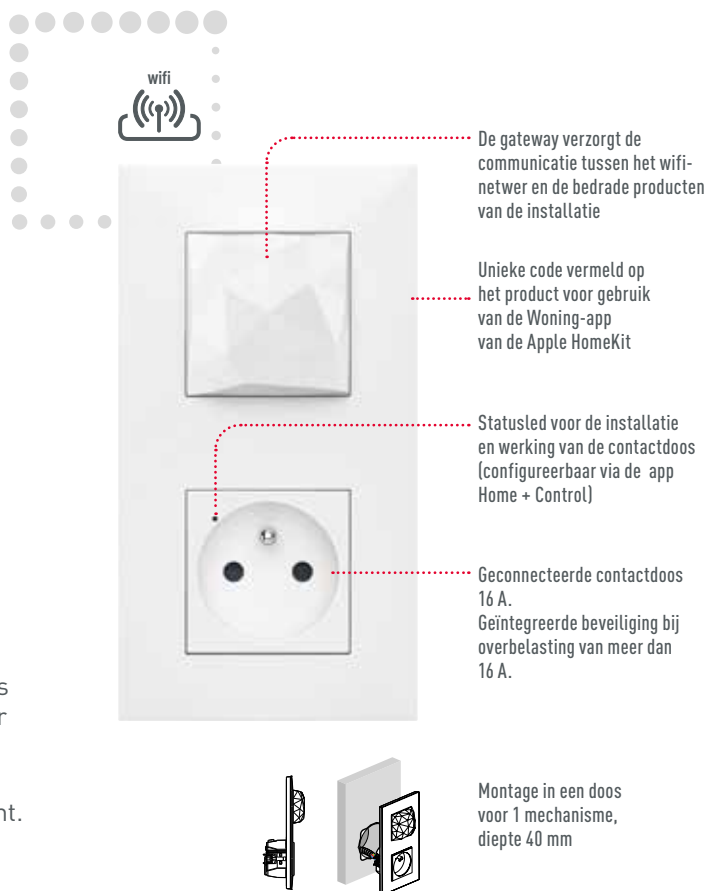 wifi
De gateway verzorgt de
communicatie tussen het wifi-
netwer en de bedrade producten
van de installatie
Unieke code vermeld op
het product voor gebruik
van de Woning-app
van de Apple HomeKit
Statusled voor de installatie
en werking van de contactdoos
(configureerbar via de app
Home + Control)
Geconnecteerde contactdoos
16 A.
Geïntegreerde beveiliging bij
overbelasting van meer dan
16 A.
s
r
nt.
Montage in een doos
voor 1 mechanisme,
diepte 40 mm